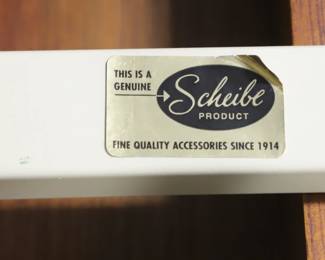 THIS IS A
GENUINE
Scheibe
PRODUCT
FINE QUALITY ACCESSORIES SINCE 1914